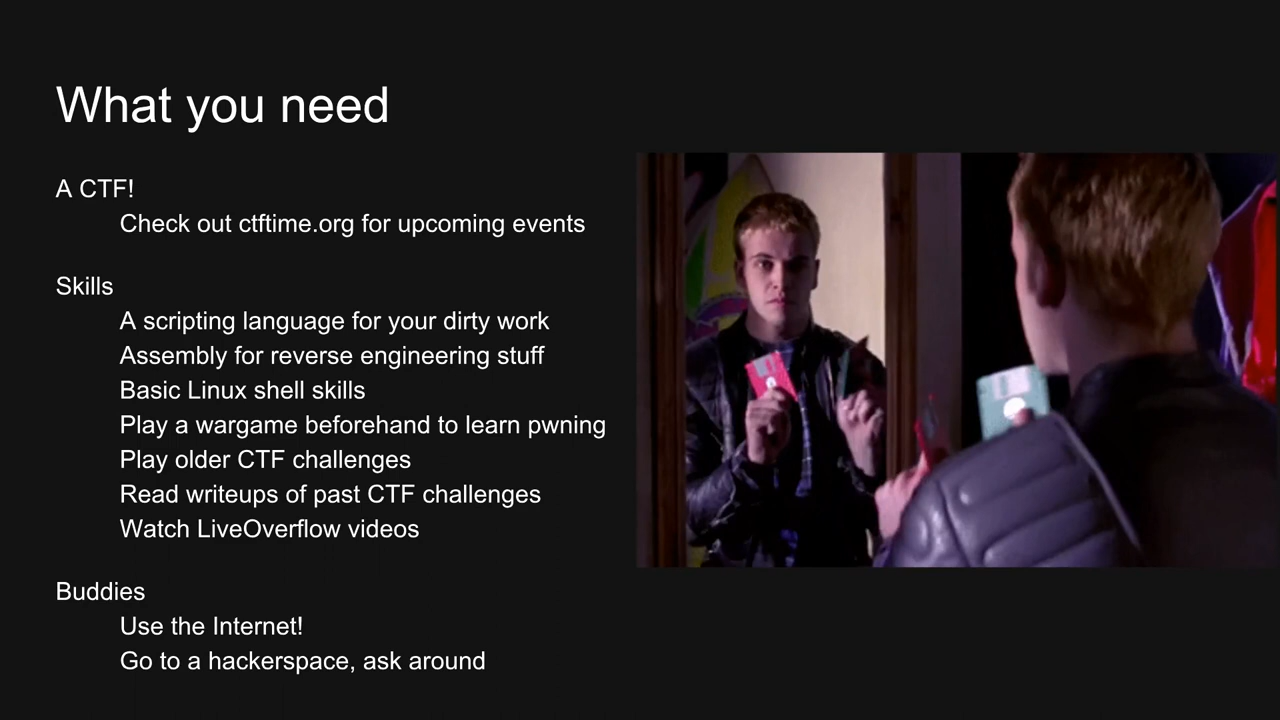 What you need
A CTF!
Check out ctftime.org for upcoming events
Skills
A scripting language for your dirty work
Assembly for reverse engineering stuff
Basic Linux shell skills
Play a wargame beforehand to learn pwning
Play older CTF challenges
Read writeups of past CTF challenges
Watch LiveOverflow videos
Buddies
Use the Internet!
Go to a hackerspace, ask around